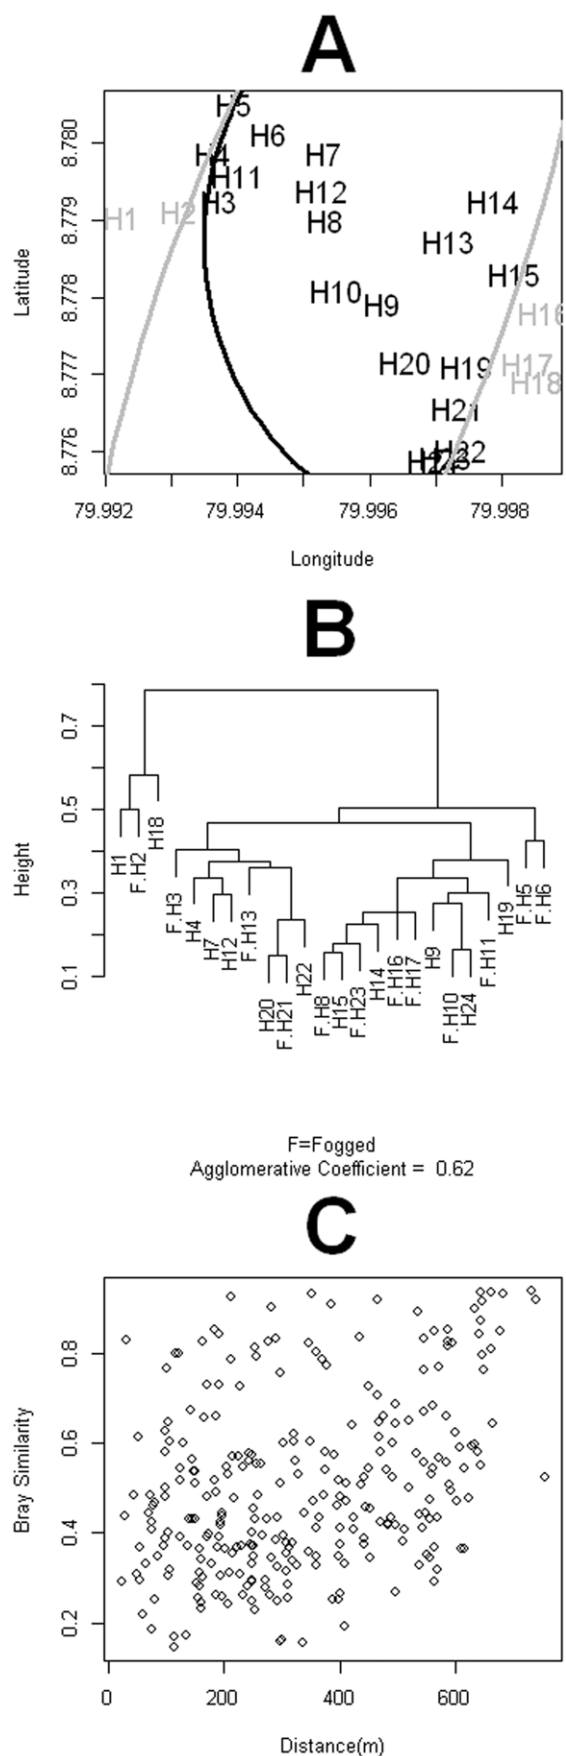 A
H5
H6
H4
H7
H11
H3
H12
H14
H1
H2
H8
H13
H15
H10
H9
H16
H20
H19
H17
H18
H21
H22
8.776
8.777
8.778
8.779
8.780
Latitude
79.992 79.994 79.996 79.998
Longitude
B
0.1
0.3
0.5
0.7
Height
H1
F.H2
H18
F.H3
H4
H7
H12
F.H13
H20
F.H21
H22
F.H8
H15
F.H23
H14
F.H16
F.H17
H9
F.H10
H24
F.H11
H19
F.H5
F.H6
F=Fogged
Agglomerative Coefficient = 0.62
C
0.2
0.4
0.6
0.8
Bray Similarity
0 200 400 600
Distance(m)